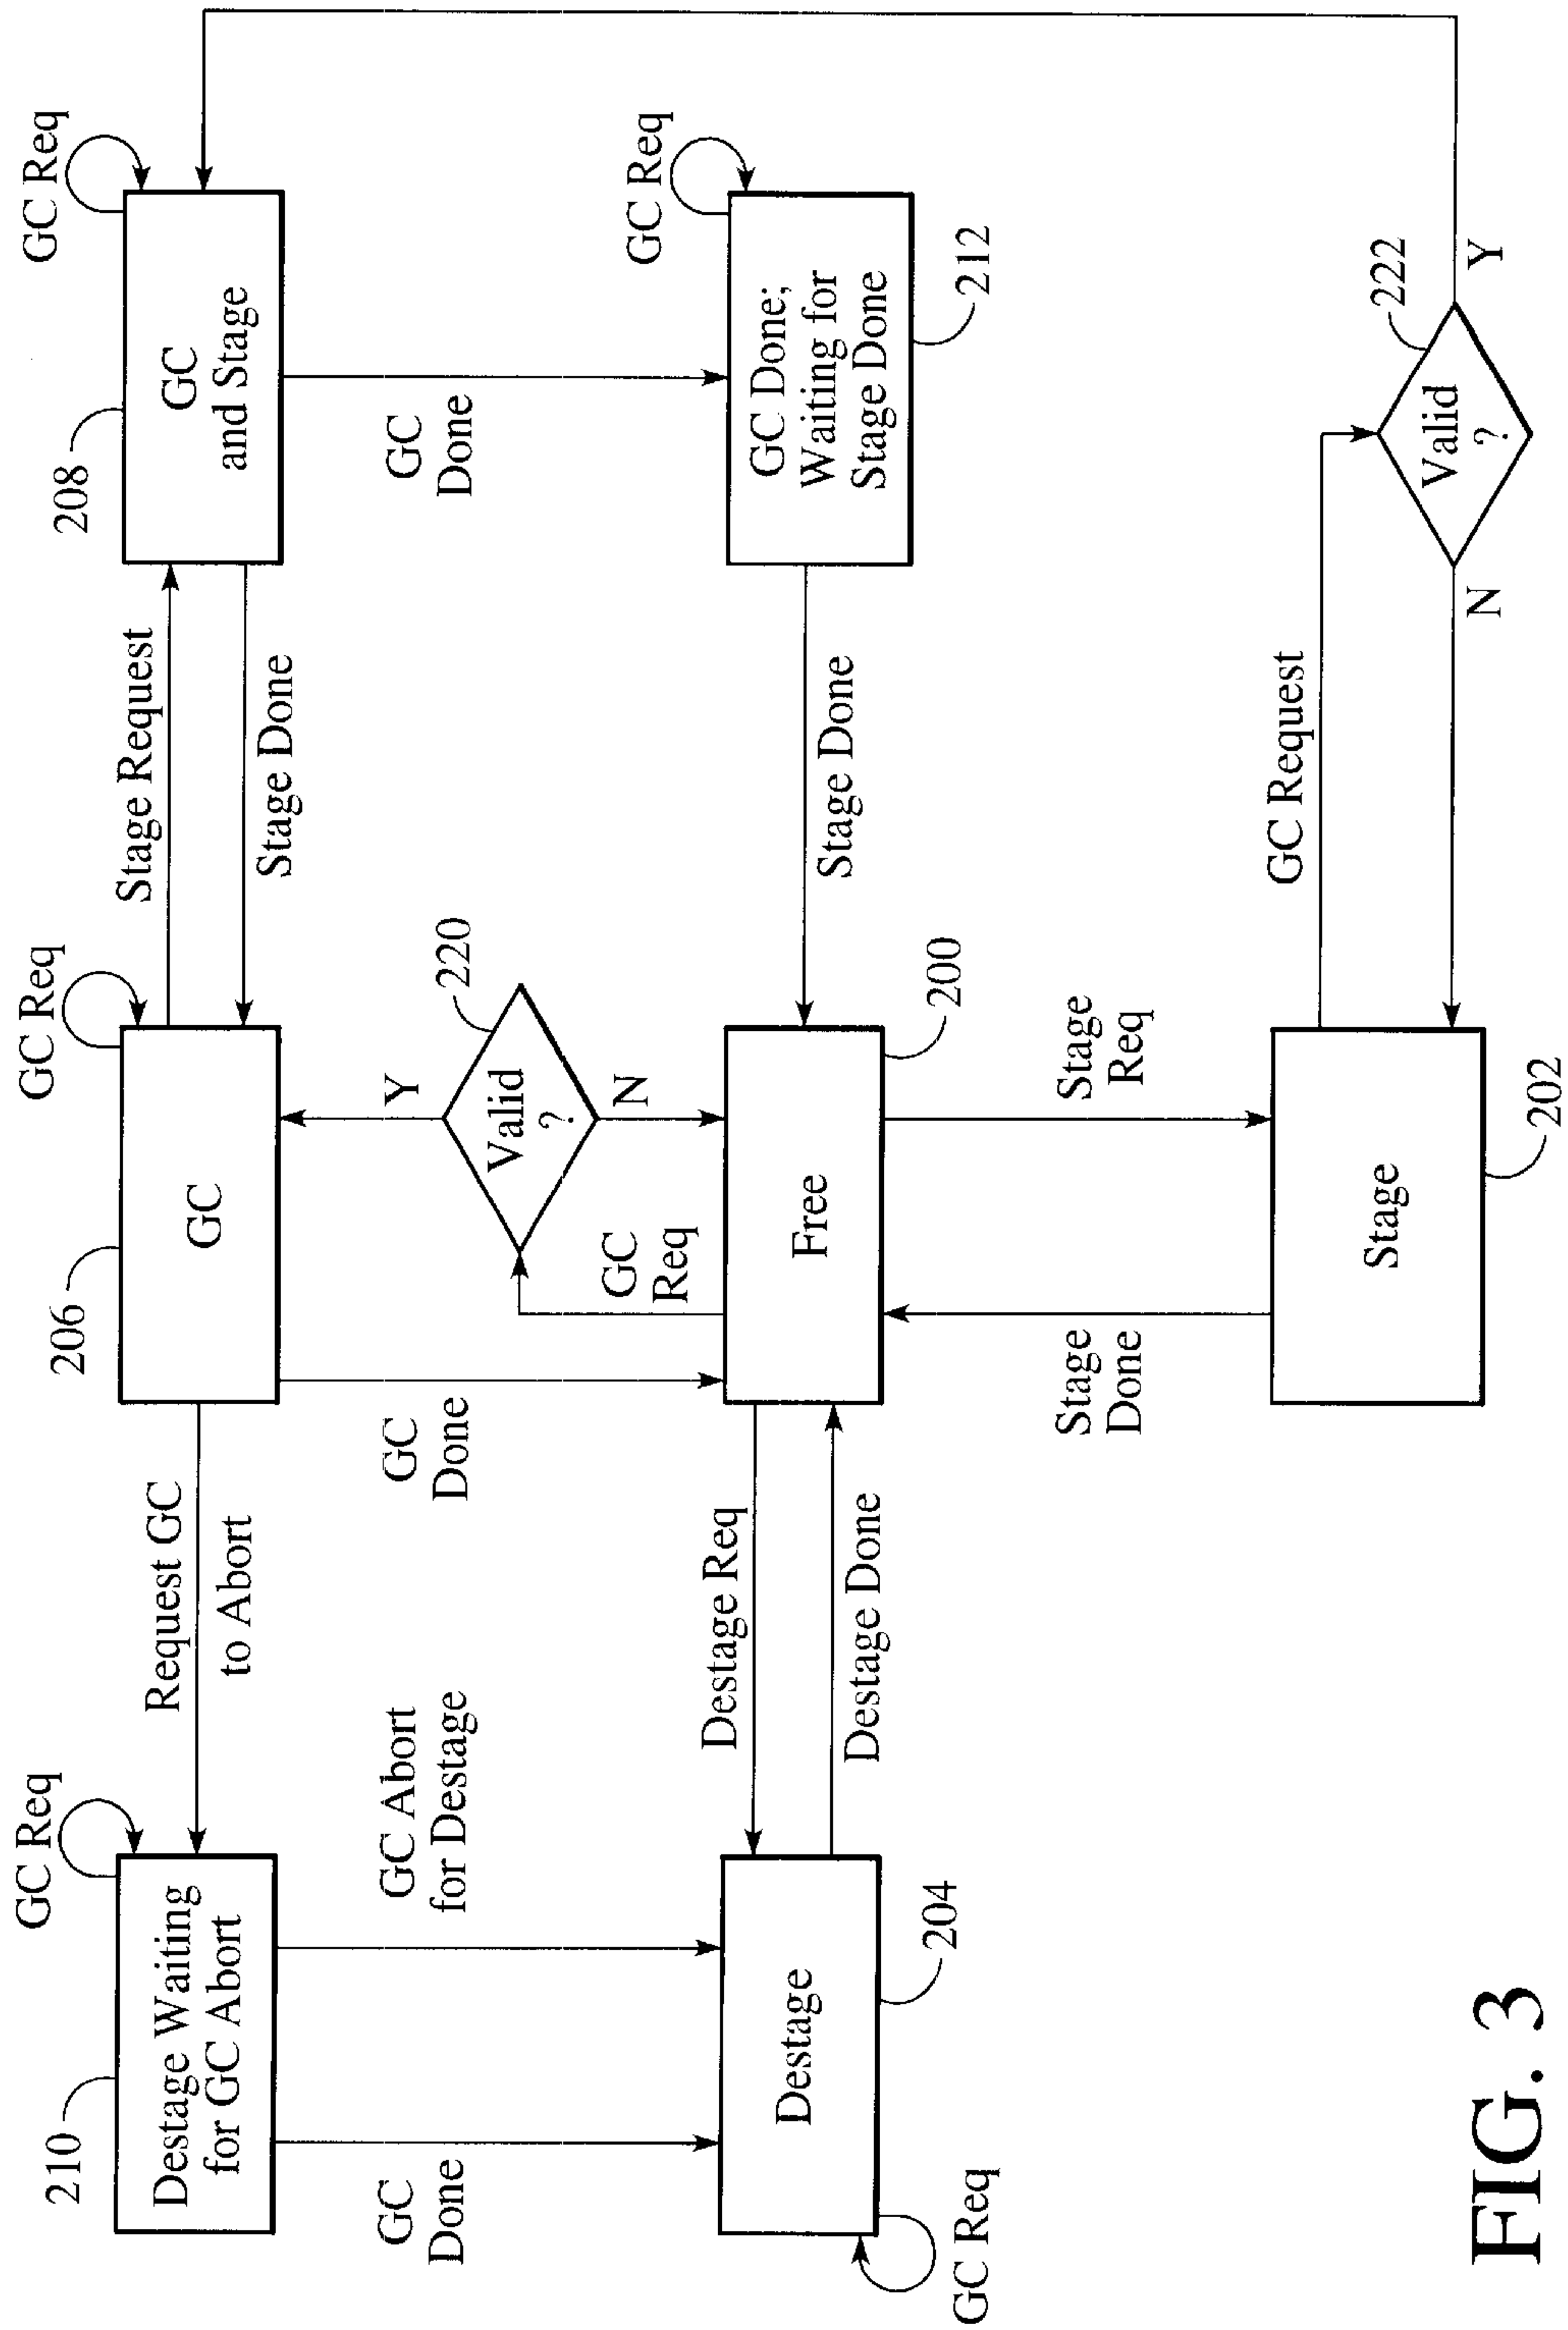 210
Destage Waiting
for GC Abort
GC Req
Request GC
to Abort
206
GC
GC Req
Stage Request
Stage Done
208
GC
and Stage
GC Req
GC
Done
GC Abort
for Destage
GC
Done
GC
Req
Valid
?
220
Y
N
GC
Done
Destage
204
GC Req
Destage Req
Destage Done
Free
200
Stage Done
GC Done;
Waiting for
Stage Done
212
GC Req
Stage
Done
Stage
Req
Stage
202
GC Request
N
Valid
?
222
Y
FIG. 3